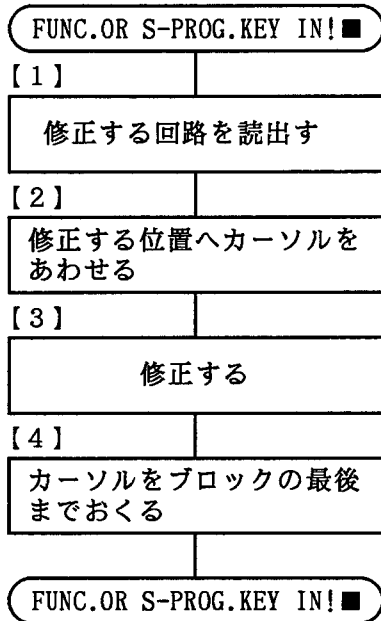 FUNC.OR S-PROG.KEY IN!■
【1】
修正する回路を読出す
【2】
修正する位置へカーソルを
あわせる
【3】
修正する
【4】
カーソルをブロックの最後
までおくる
FUNC.OR S-PROG.KEY IN!■